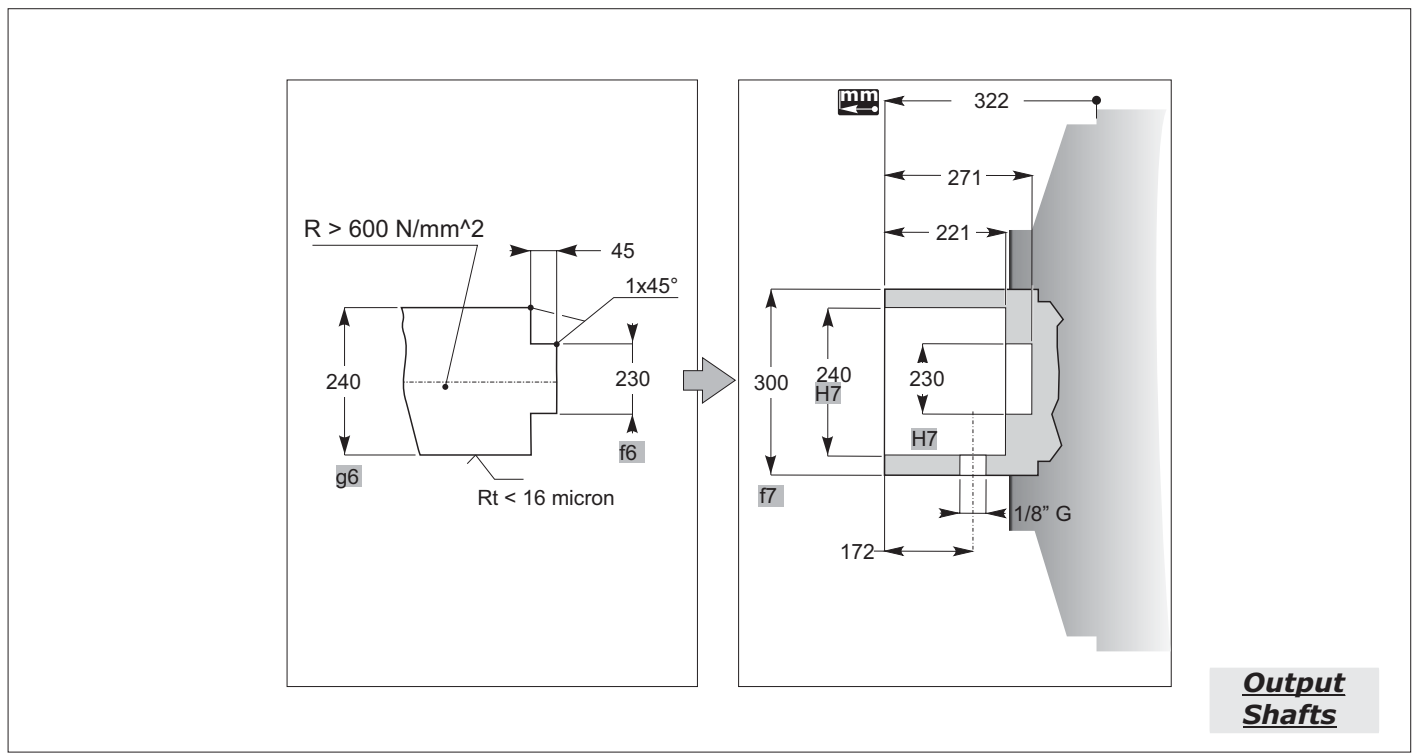 R > 600 N/mm^2
45
1x45°
240
230
g6
f6
Rt < 16 micron
mm
322
271
221
300
240
H7
230
H7
f7
1/8” G
172
Output
Shafts